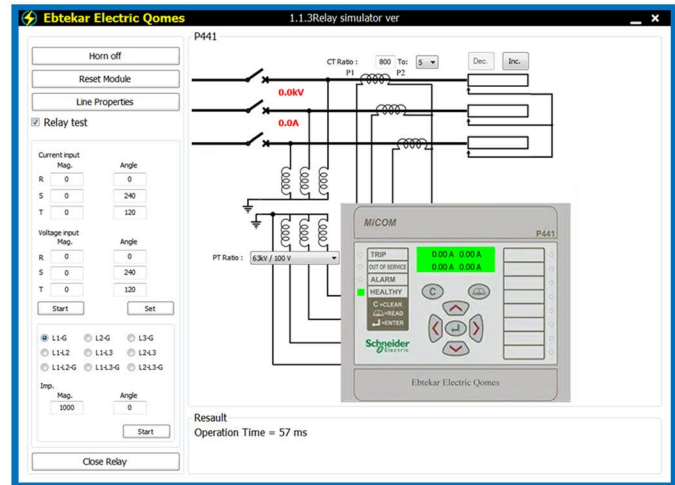 Ebtekar Electric Qomes
1.1.3Relay simulator ver
Horn off
Reset Module
Line Properties
Relay test
Current input
Mag. Angle
R 0 0
S 0 240
T 0 120
Voltage input
Mag. Angle
R 0 0
S 0 240
T 0 120
Start Set
L1-G L2-G L3-G
L1-L2 L1-L3 L2-L3
L1-L2-G L1-L3-G L2-L3-G
Imp.
Mag. Angle
1000 0
Start
Close Relay
P441
CT Ratio : 800 To: 5 Dec. Inc.
P1 P2
0.0kV
0.0A
PT Ratio : 63kV / 100 V
MiCOM
P441
TRIP
OUT OF SERVICE
ALARM
HEALTHY
0.00 A 0.00 A
0.00 A 0.00 A
C
C =CLEAR
=READ
=ENTER
Schneider
Electric
Ebtekar Electric Qomes
Resault
Operation Time = 57 ms